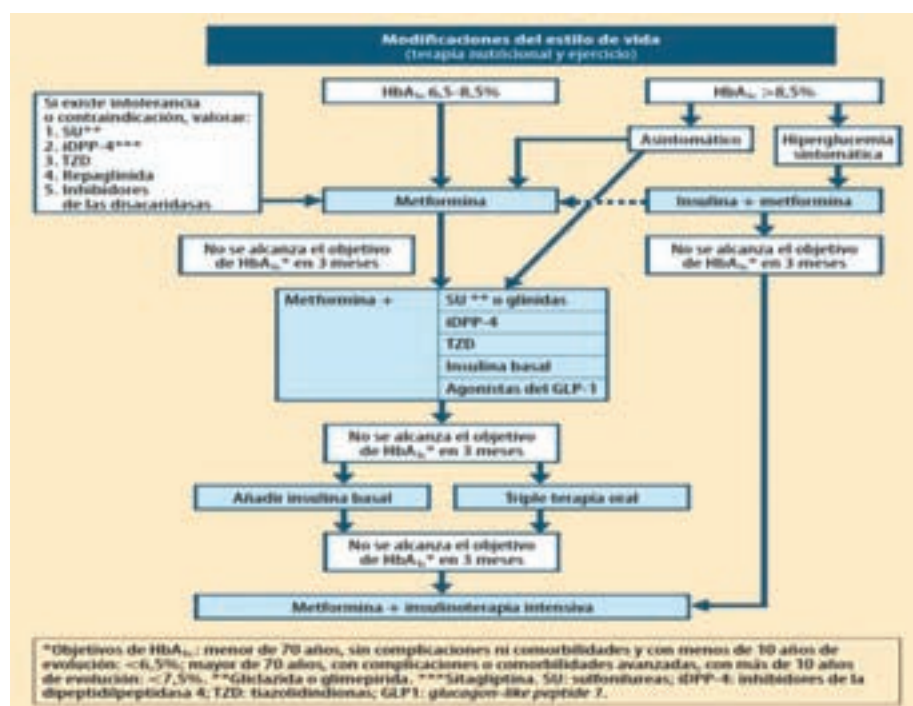 Modificaciones del estilo de vida
(terapia nutricional y ejercicio)
HbA₁c 6,5-8,5%
HbA₁c >8,5%
Si existe intolerancia
o contraindicación, valorar:
1. SU**
2. iDPP-4***
3. TZD
4. Repaglinida
5. Inhibidores
de las disacaridasas
Asintomático
Hiperglucemia
sintomática
Metformina
Insulina + metformina
No se alcanza el objetivo
de HbA₁c* en 3 meses
No se alcanza el objetivo
de HbA₁c* en 3 meses
Metformina +
SU ** o glinidas
iDPP-4
TZD
Insulina basal
Agonistas del GLP-1
No se alcanza el objetivo
de HbA₁c* en 3 meses
Añadir insulina basal
Triple terapia oral
No se alcanza el objetivo
de HbA₁c* en 3 meses
Metformina + insulinoterapia intensiva
*Objetivos de HbA₁c: menor de 70 años, sin complicaciones ni comorbilidades y con menos de 10 años de
evolución: <6,5%; mayor de 70 años, con complicaciones o comorbilidades avanzadas, con más de 10 años
de evolución: <7,5%. **Gliclazida o glimepirida. ***Sitagliptina. SU: sulfonilureas; iDPP-4: inhibidores de la
dipeptidilpeptidasa 4; TZD: tiazolidindionas; GLP1: glucagon-like peptide 1.